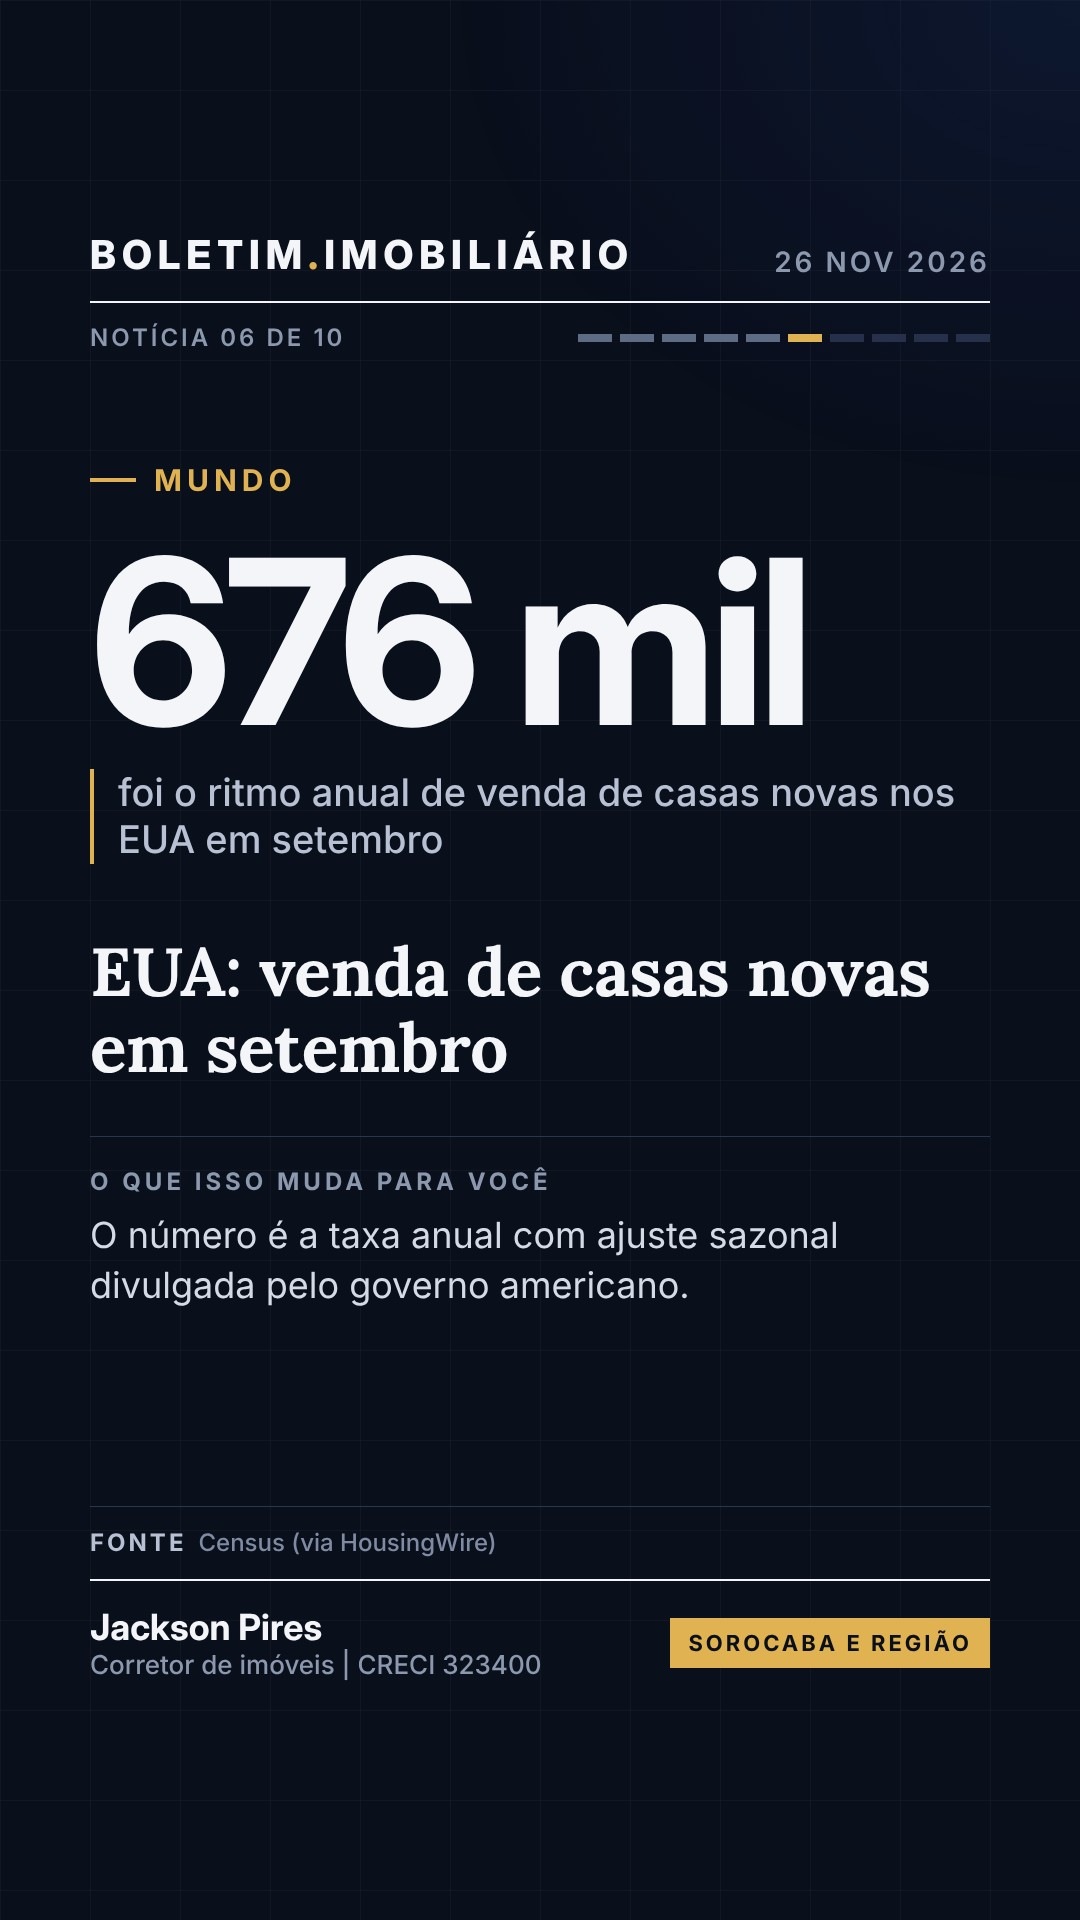 BOLETIM.IMOBILIÁRIO
26 NOV 2026
NOTÍCIA 06 DE 10
MUNDO
676 mil
foi o ritmo anual de venda de casas novas nos
EUA em setembro
EUA: venda de casas novas
em setembro
O QUE ISSO MUDA PARA VOCÊ
O número é a taxa anual com ajuste sazonal
divulgada pelo governo americano.
FONTE Census (via HousingWire)
Jackson Pires
Corretor de imóveis | CRECI 323400
SOROCABA E REGIÃO